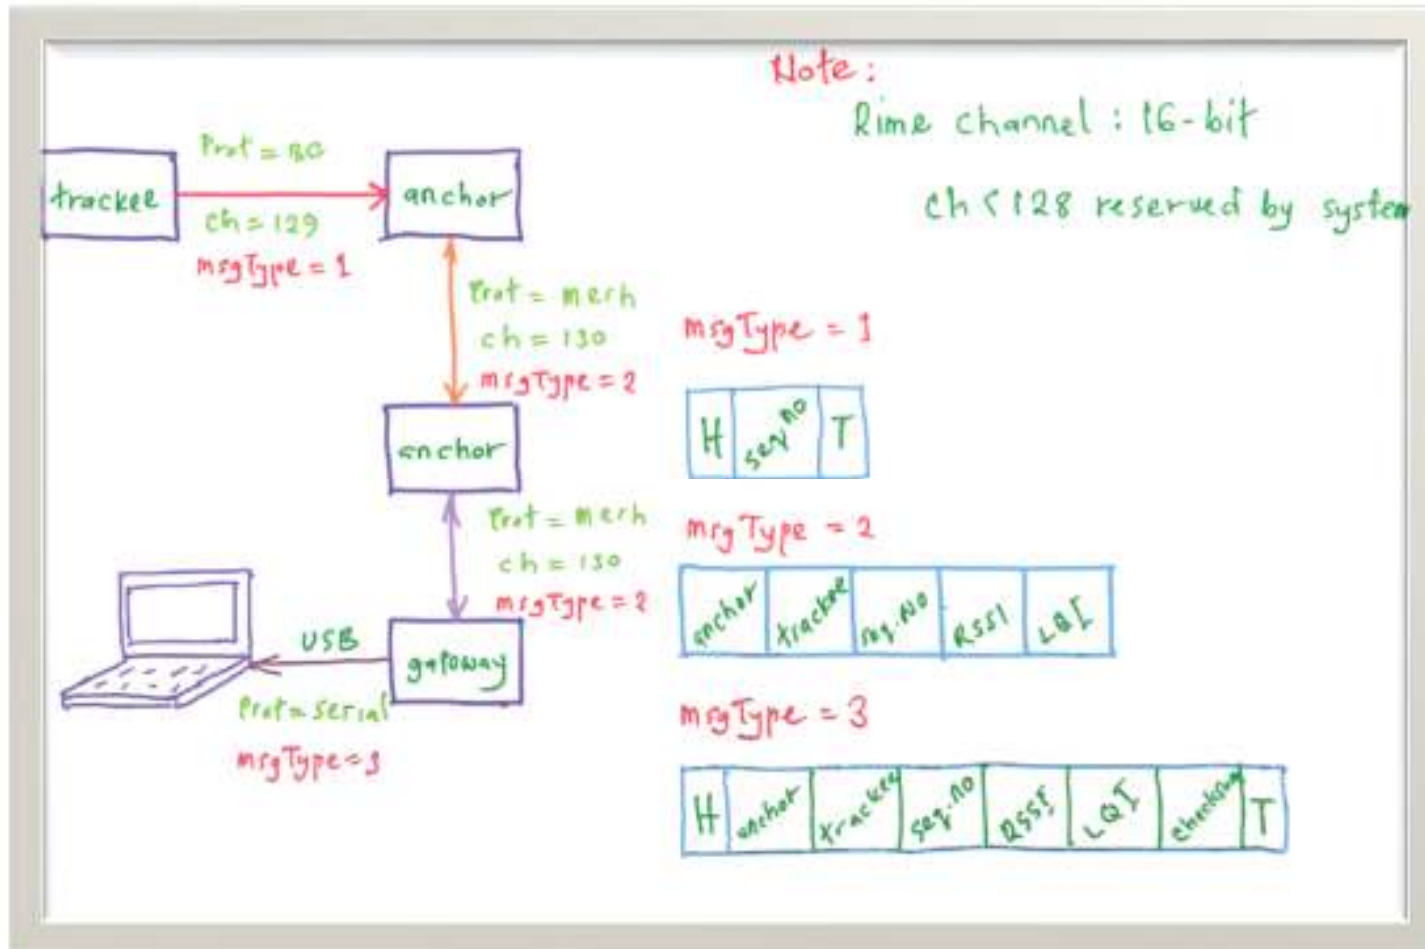 Note:
Rime channel : 16-bit
ch < 128 reserved by system
trackee
Prot = BC
ch = 129
msgType = 1
anchor
Prot = mesh
ch = 130
msgType = 2
anchor
Prot = mesh
ch = 130
msgType = 2
gateway
USB
Prot = serial
msgType = 3
msgType = 1
H seq no T
msgType = 2
anchor trackee seq.No RSSI LQI
msgType = 3
H anchor trackee seq.no RSSI LQI checksum T